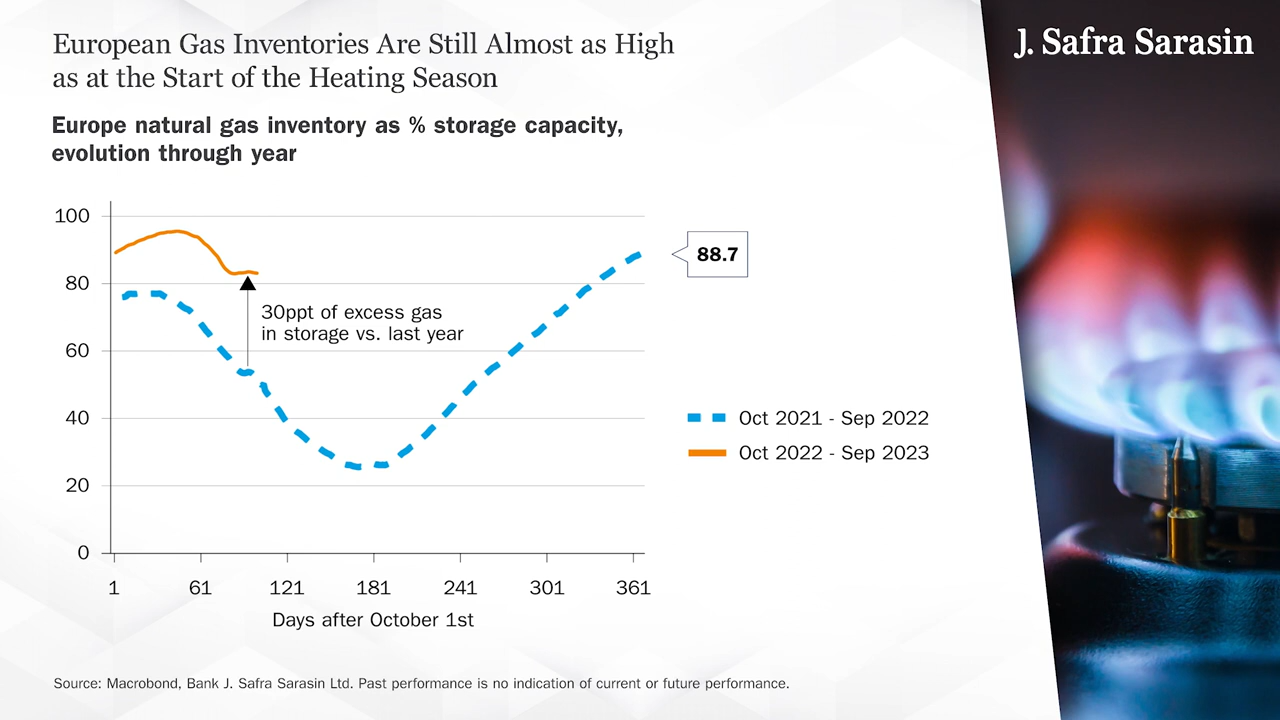 European Gas Inventories Are Still Almost as High
as at the Start of the Heating Season
J. Safra Sarasin
Europe natural gas inventory as % storage capacity,
evolution through year
100
80
60
40
20
0
88.7
30ppt of excess gas
in storage vs. last year
Oct 2021 - Sep 2022
Oct 2022 - Sep 2023
1 61 121 181 241 301 361
Days after October 1st
Source: Macrobond, Bank J. Safra Sarasin Ltd. Past performance is no indication of current or future performance.